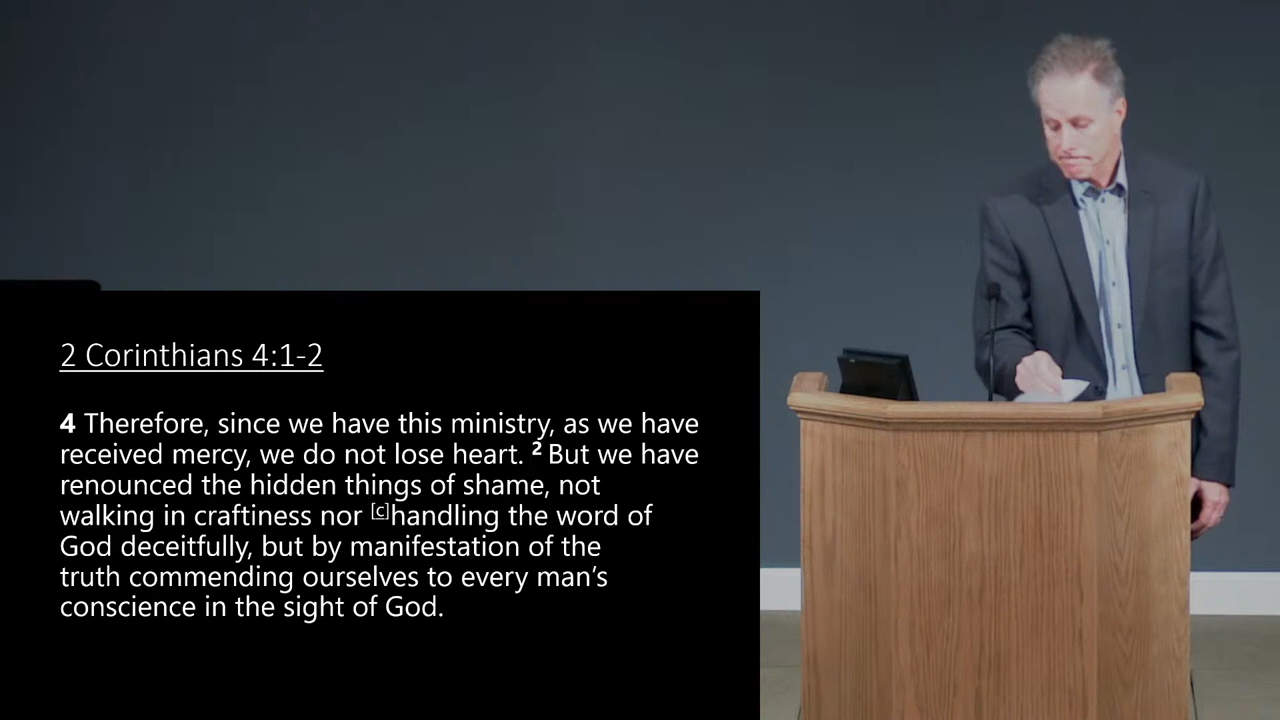 2 Corinthians 4:1-2
4 Therefore, since we have this ministry, as we have
received mercy, we do not lose heart. 2 But we have
renounced the hidden things of shame, not
walking in craftiness nor [c]handling the word of
God deceitfully, but by manifestation of the
truth commending ourselves to every man’s
conscience in the sight of God.